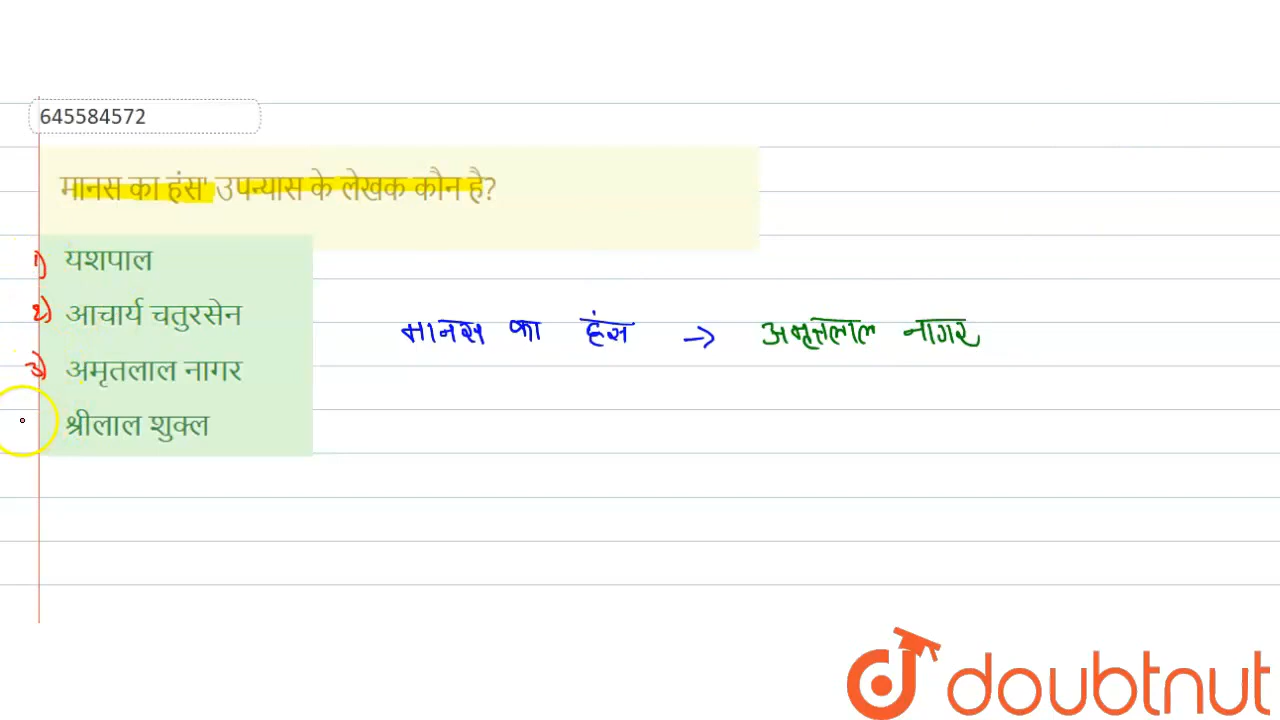 645584572
मानस का हंस' उपन्यास के लेखक कौन है?
1) यशपाल
2) आचार्य चतुरसेन
मानस का हंस → अमृतलाल नागर
3) अमृतलाल नागर
श्रीलाल शुक्ल
doubtnut